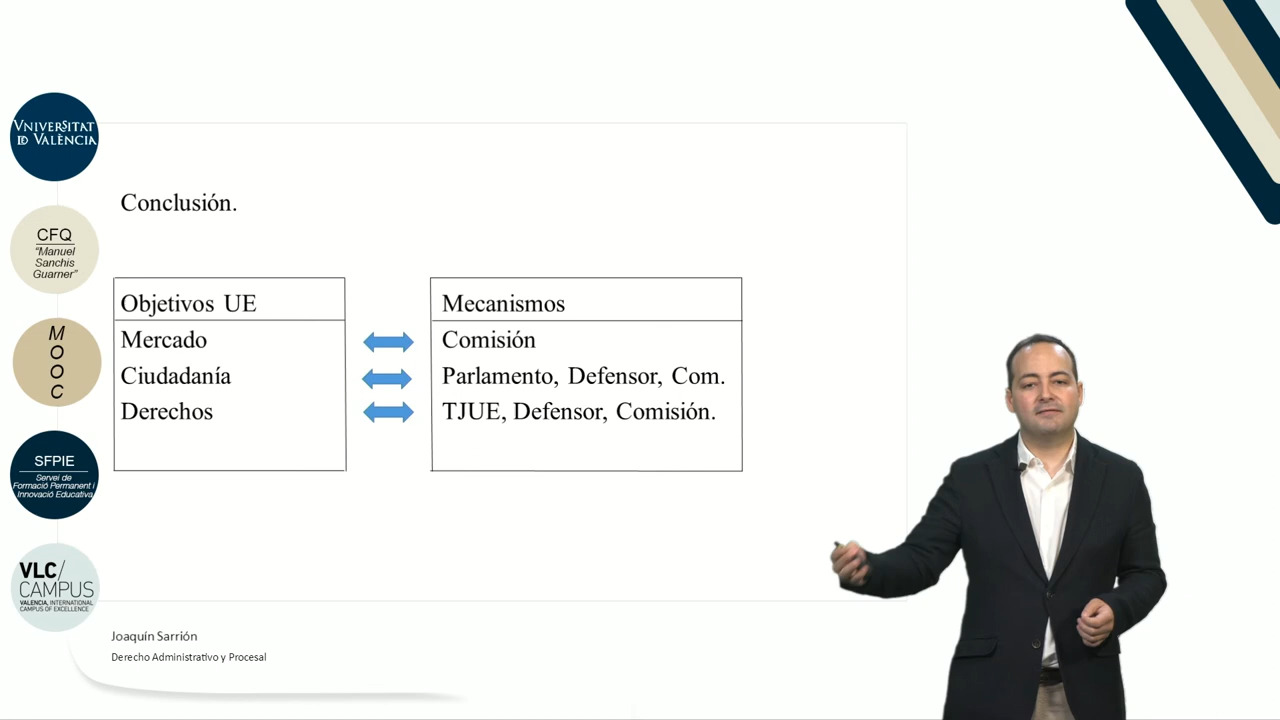 VNIVERSITAT
ID VALÈNCIA
CFQ
"Manuel
Sanchis
Guarner"
M
O
O
C
SFPIE
Servei de
Formació Permanent i
Innovació Educativa
VLC/
CAMPUS
VALENCIA, INTERNATIONAL
CAMPUS OF EXCELLENCE
Conclusión.
Objetivos UE
Mercado
Ciudadanía
Derechos
Mecanismos
Comisión
Parlamento, Defensor, Com.
TJUE, Defensor, Comisión.
Joaquín Sarrión
Derecho Administrativo y Procesal